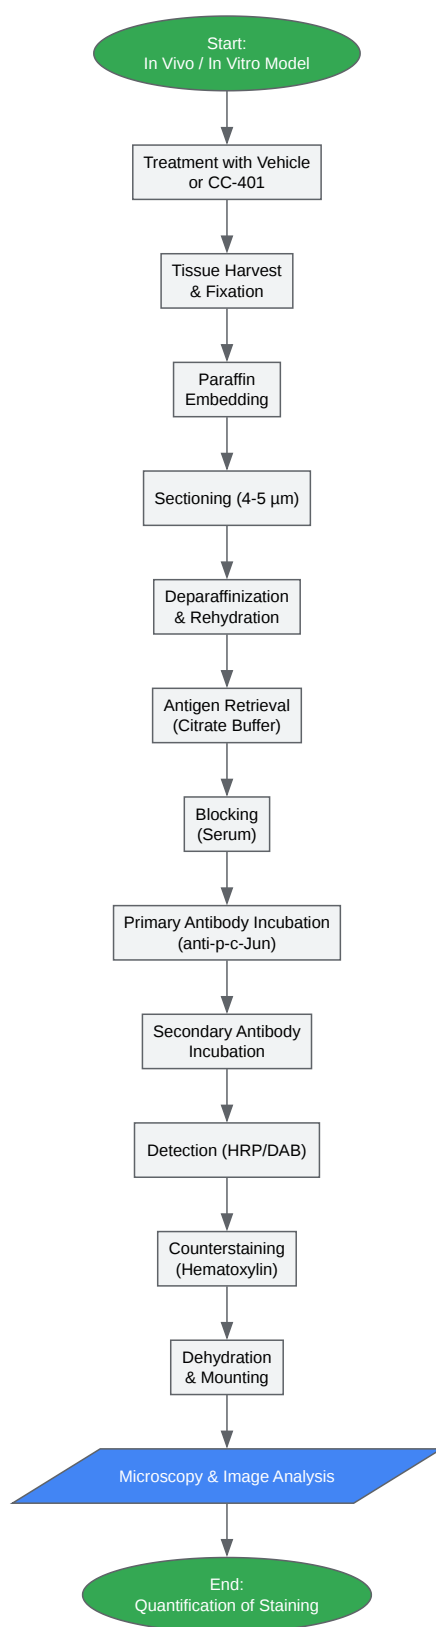 Start:
In Vivo / In Vitro Model
Treatment with Vehicle
or CC-401
Tissue Harvest
& Fixation
Paraffin
Embedding
Sectioning (4-5 µm)
Deparaffinization
& Rehydration
Antigen Retrieval
(Citrate Buffer)
Blocking
(Serum)
Primary Antibody Incubation
(anti-p-c-Jun)
Secondary Antibody
Incubation
Detection (HRP/DAB)
Counterstaining
(Hematoxylin)
Dehydration
& Mounting
Microscopy & Image Analysis
End:
Quantification of Staining